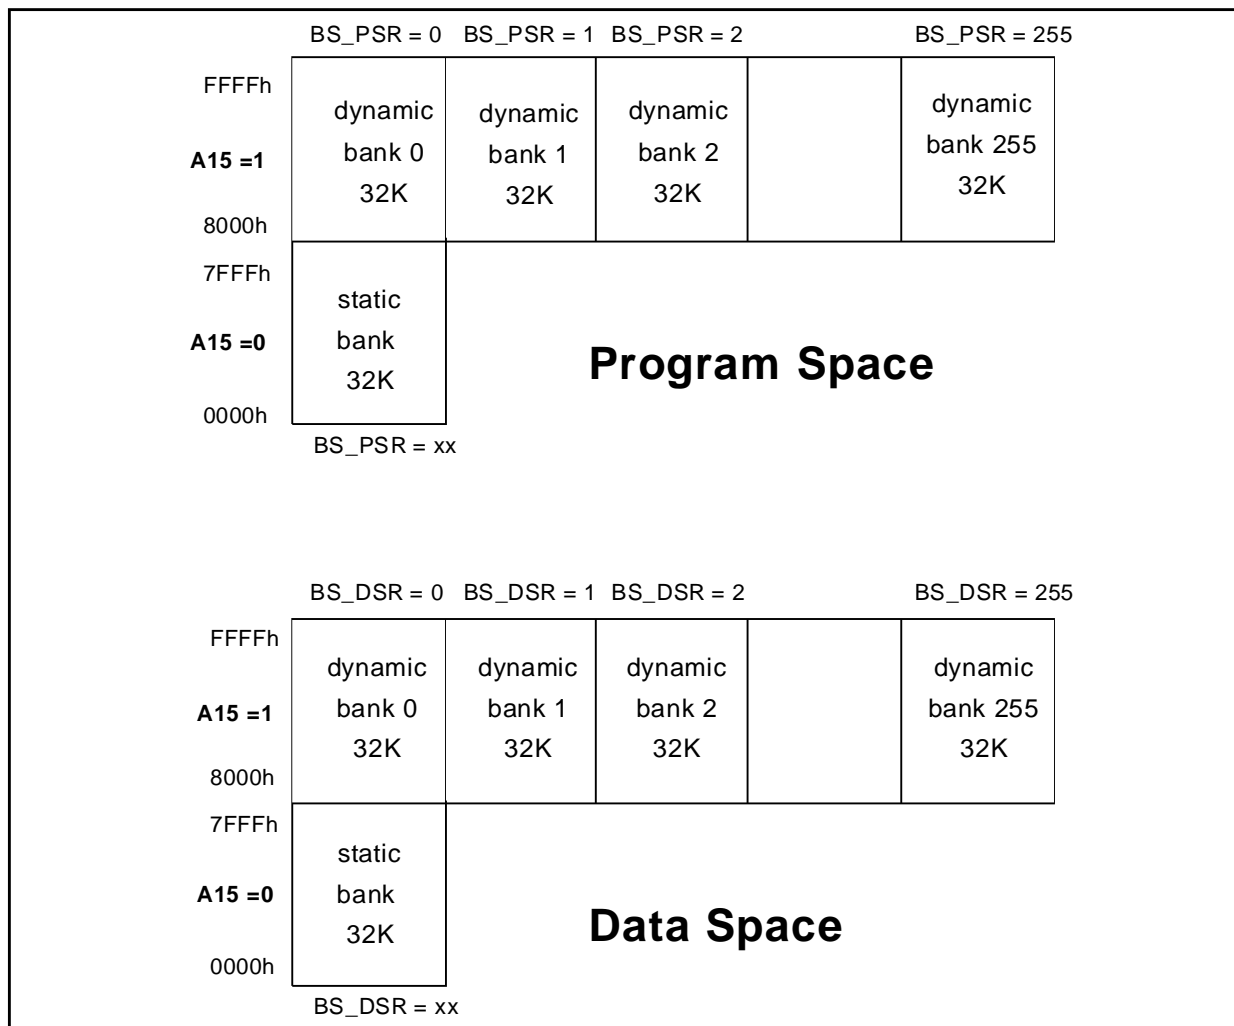 BS_PSR = 0 BS_PSR = 1 BS_PSR = 2 BS_PSR = 255
FFFFh
A15 =1
8000h
dynamic
bank 0
32K
dynamic
bank 1
32K
dynamic
bank 2
32K
dynamic
bank 255
32K
7FFFh
A15 =0
0000h
static
bank
32K
Program Space
BS_PSR = xx
BS_DSR = 0 BS_DSR = 1 BS_DSR = 2 BS_DSR = 255
FFFFh
A15 =1
8000h
dynamic
bank 0
32K
dynamic
bank 1
32K
dynamic
bank 2
32K
dynamic
bank 255
32K
7FFFh
A15 =0
0000h
static
bank
32K
Data Space
BS_DSR = xx